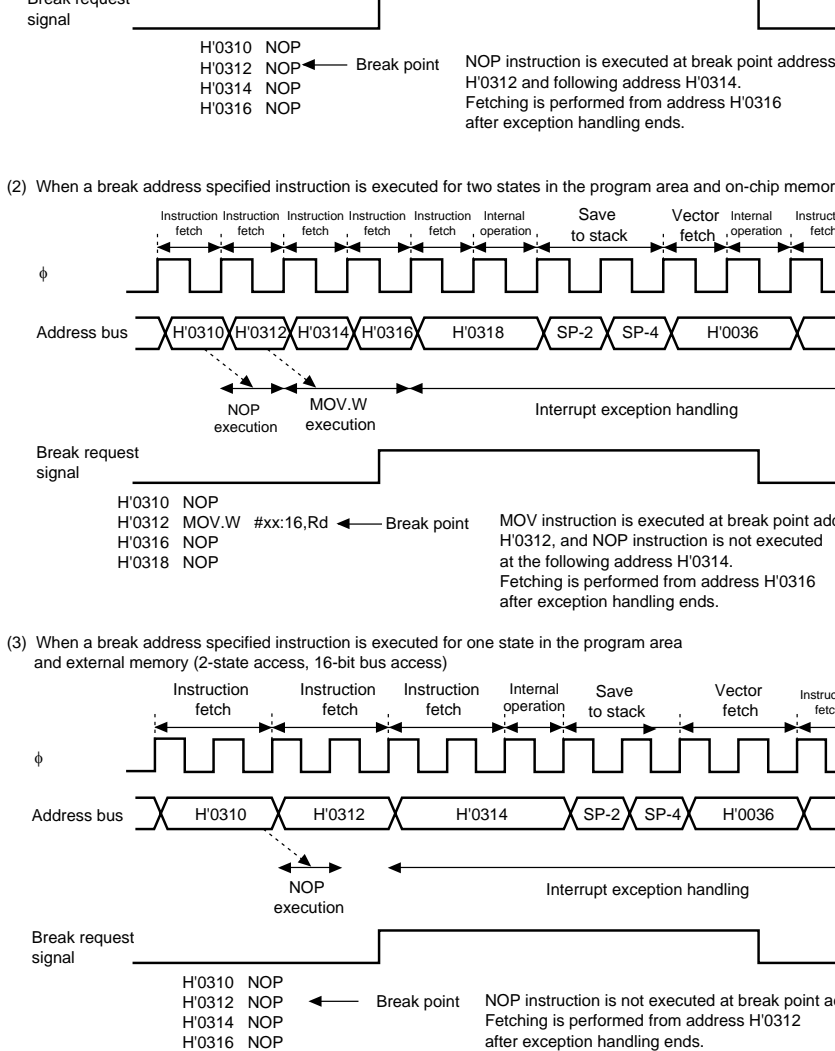 Break request
signal
H'0310 NOP
H'0312 NOP
Break point
H'0314 NOP
H'0316 NOP
NOP instruction is executed at break point address
H'0312 and following address H'0314.
Fetching is performed from address H'0316
after exception handling ends.
(2) When a break address specified instruction is executed for two states in the program area and on-chip memor
Instruction fetch
Instruction fetch
Instruction fetch
Instruction fetch
Instruction fetch
Internal operation
Save to stack
Vector fetch
Internal operation
Instruct
fetch
ϕ
Address bus
H'0310 H'0312 H'0314 H'0316 H'0318 SP-2 SP-4 H'0036
NOP
execution
MOV.W
execution
Interrupt exception handling
Break request
signal
H'0310 NOP
H'0312 MOV.W #xx:16,Rd
Break point
H'0316 NOP
H'0318 NOP
MOV instruction is executed at break point add
H'0312, and NOP instruction is not executed
at the following address H'0314.
Fetching is performed from address H'0316
after exception handling ends.
(3) When a break address specified instruction is executed for one state in the program area
and external memory (2-state access, 16-bit bus access)
Instruction fetch
Instruction fetch
Instruction fetch
Internal operation
Save to stack
Vector fetch
Instruc
fetc
ϕ
Address bus
H'0310 H'0312 H'0314 SP-2 SP-4 H'0036
NOP
execution
Interrupt exception handling
Break request
signal
H'0310 NOP
H'0312 NOP
Break point
H'0314 NOP
H'0316 NOP
NOP instruction is not executed at break point ad
Fetching is performed from address H'0312
after exception handling ends.